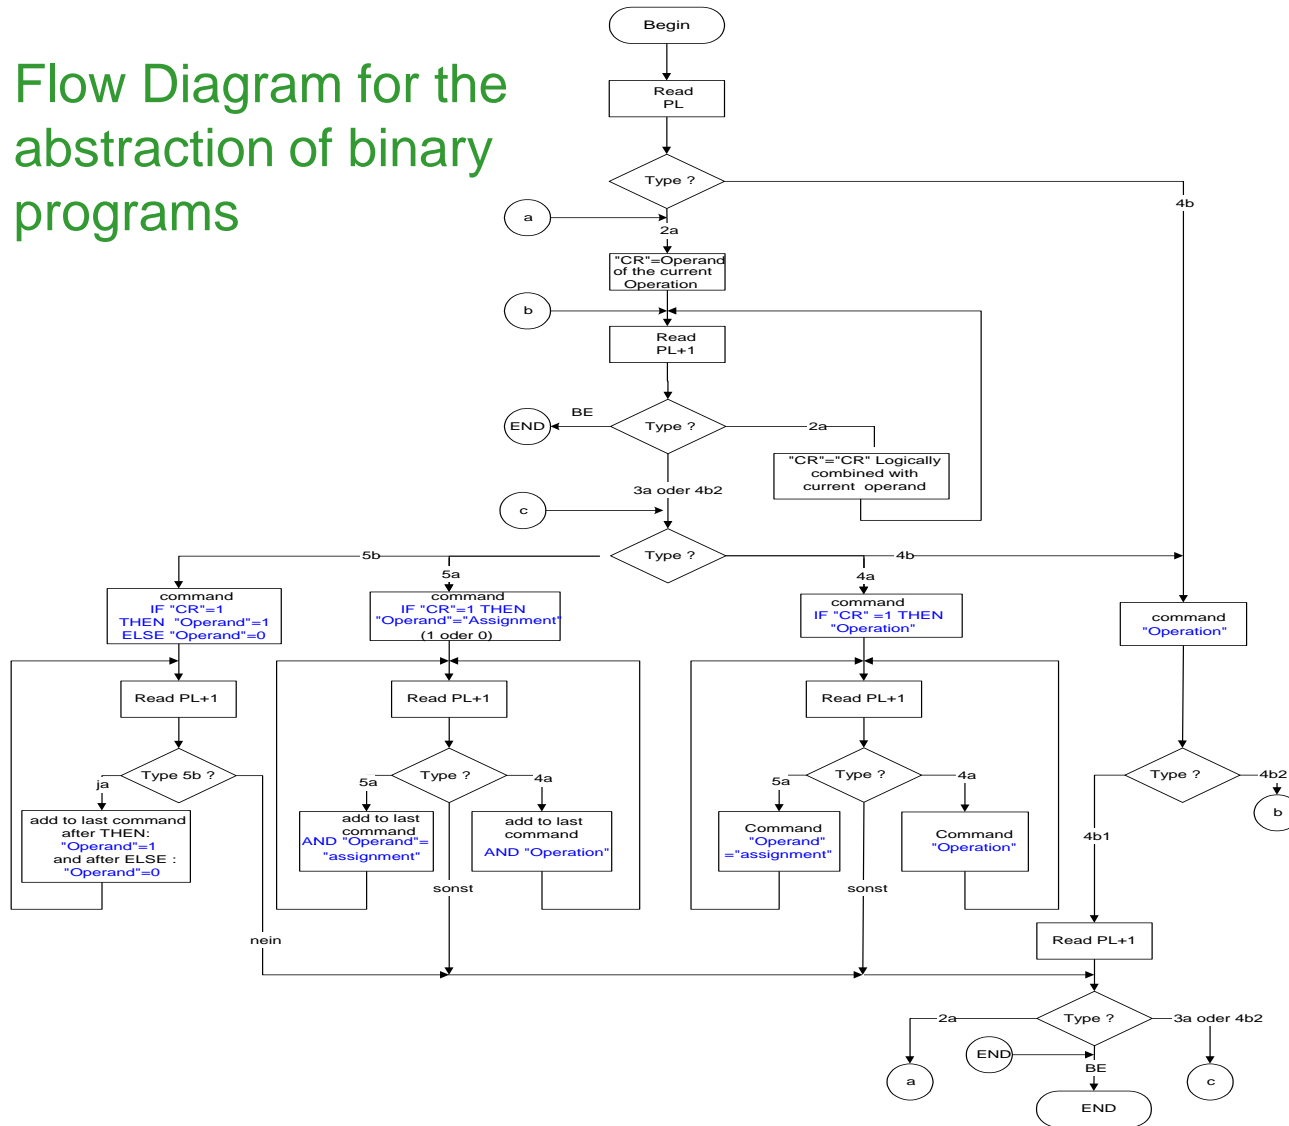 Flow Diagram for the
abstraction of binary
programs
Begin
Read
PL
Type ?
4b
a
2a
"CR"=Operand
of the current
Operation
b
Read
PL+1
BE
END
Type ?
2a
"CR"="CR" Logically
combined with
current operand
3a oder 4b2
c
Type ?
5b
5a
4a
4b
command
IF "CR"=1
THEN "Operand"=1
ELSE "Operand"=0
command
IF "CR"=1 THEN
"Operand"="Assignment"
(1 oder 0)
command
IF "CR" =1 THEN
"Operation"
command
"Operation"
Read PL+1
Read PL+1
Read PL+1
Type 5b ?
ja
Type ?
5a
4a
Type ?
5a
4a
Type ?
4b2
b
4b1
add to last command
after THEN:
"Operand"=1
and after ELSE :
"Operand"=0
add to last
command
AND "Operand"=
"assignment"
add to last
command
AND "Operation"
Command
"Operand"
="assignment"
Command
"Operation"
sonst
sonst
nein
Read PL+1
Type ?
2a
3a oder 4b2
END
BE
a
c
END